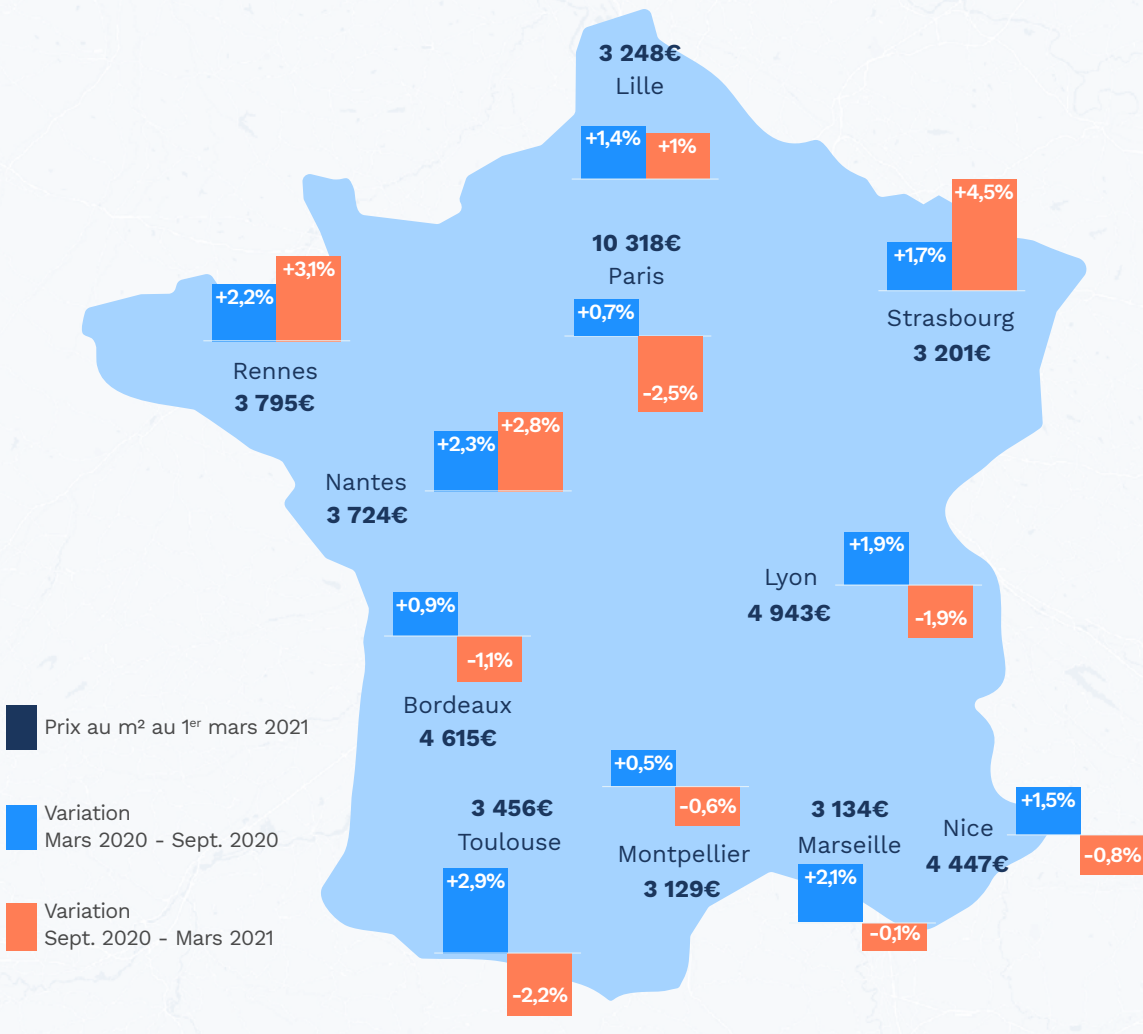 3 248€
Lille
+1,4%
+1%
10 318€
Paris
+0,7%
-2,5%
+1,7%
+4,5%
Strasbourg
3 201€
+2,2%
+3,1%
Rennes
3 795€
+2,3%
+2,8%
Nantes
3 724€
+1,9%
-1,9%
Lyon
4 943€
+0,9%
-1,1%
Bordeaux
4 615€
Prix au m² au 1er mars 2021
Variation
Mars 2020 - Sept. 2020
Variation
Sept. 2020 - Mars 2021
3 456€
Toulouse
+2,9%
-2,2%
+0,5%
-0,6%
Montpellier
3 129€
3 134€
Marseille
+2,1%
-0,1%
Nice
4 447€
+1,5%
-0,8%